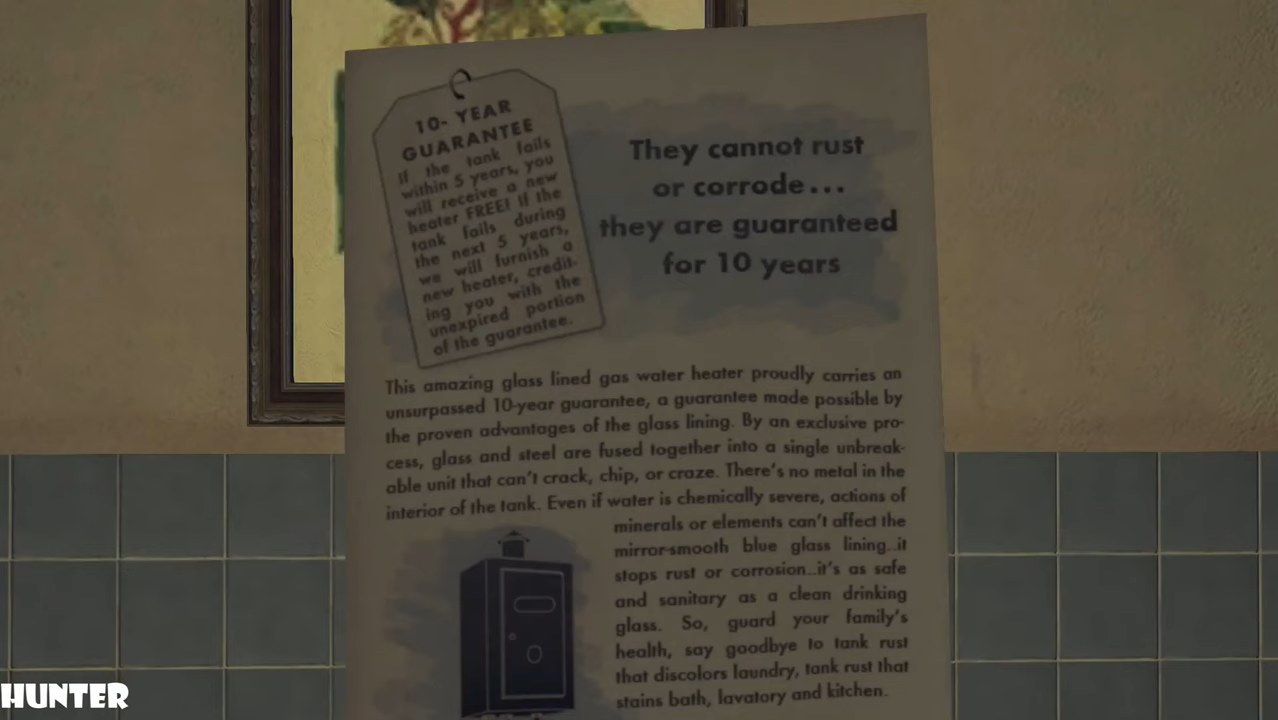 10- YEAR
GUARANTEE
If the tank fails
within 5 years, you
will receive a new
heater FREE! If the
tank fails during
the next 5 years,
we will furnish a
new heater, credit-
ing you with the
unexpired portion
of the guarantee.
They cannot rust
or corrode...
they are guaranteed
for 10 years
This amazing glass lined gas water heater proudly carries an
unsurpassed 10-year guarantee, a guarantee made possible by
the proven advantages of the glass lining. By an exclusive pro-
cess, glass and steel are fused together into a single unbreak-
able unit that can't crack, chip, or craze. There's no metal in the
interior of the tank. Even if water is chemically severe, actions of
minerals or elements can't affect the
mirror-smooth blue glass lining..it
stops rust or corrosion..it's as safe
and sanitary as a clean drinking
glass. So, guard your family's
health, say goodbye to tank rust
that discolors laundry, tank rust that
stains bath, lavatory and kitchen.
HUNTER